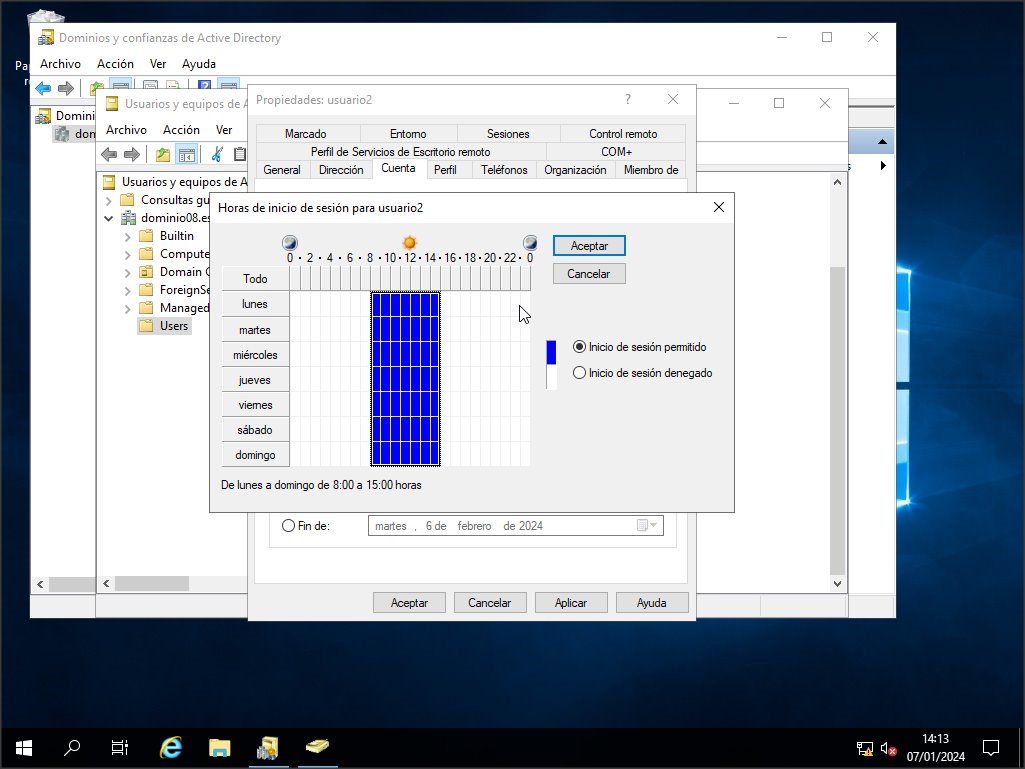 Dominios y confianzas de Active Directory
Archivo Acción Ver Ayuda
Usuarios y equipos de A
Archivo Acción Ver
Propiedades: usuario2
?
Marcado Entorno Sesiones Control remoto
Perfil de Servicios de Escritorio remoto COM+
General Dirección Cuenta Perfil Teléfonos Organización Miembro de
Domini
dom
Usuarios y equipos de A
Consultas gu
dominio08.es
Builtin
Compute
Domain C
ForeignSe
Managed
Users
Horas de inicio de sesión para usuario2
0 · 2 · 4 · 6 · 8 · 10 · 12 · 14 · 16 · 18 · 20 · 22 · 0
Todo
lunes
martes
miércoles
jueves
viernes
sábado
domingo
Aceptar
Cancelar
Inicio de sesión permitido
Inicio de sesión denegado
De lunes a domingo de 8:00 a 15:00 horas
Fin de: martes , 6 de febrero de 2024
Aceptar Cancelar Aplicar Ayuda
14:13
07/01/2024